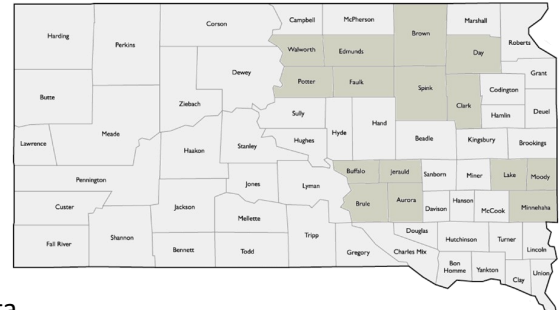 Harding
Perkins
Corson
Campbell
McPherson
Brown
Marshall
Roberts
Walworth
Edmunds
Day
Dewey
Potter
Faulk
Spink
Grant
Codington
Clark
Butte
Ziebach
Sully
Hamlin
Deuel
Meade
Hyde
Hand
Lawrence
Haakon
Stanley
Hughes
Beadle
Kingsbury
Brookings
Pennington
Jones
Lyman
Buffalo
Jerauld
Sanborn
Miner
Lake
Moody
Custer
Jackson
Mellette
Brule
Aurora
Davison
Hanson
McCook
Minnehaha
Fall River
Shannon
Bennett
Todd
Tripp
Gregory
Charles Mix
Douglas
Hutchinson
Turner
Lincoln
Bon
Homme
Yankton
Clay
Union